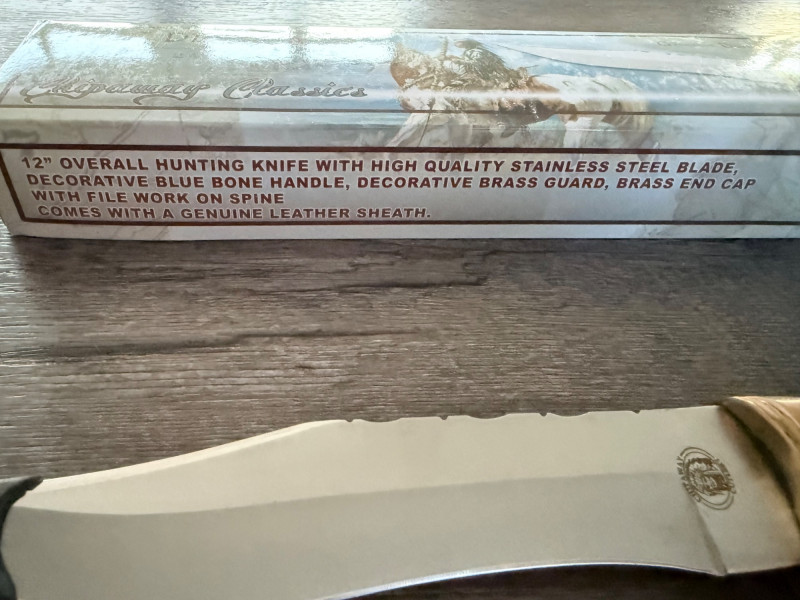 Chipaway Classics
12" OVERALL HUNTING KNIFE WITH HIGH QUALITY STAINLESS STEEL BLADE,
DECORATIVE BLUE BONE HANDLE, DECORATIVE BRASS GUARD, BRASS END CAP
WITH FILE WORK ON SPINE
COMES WITH A GENUINE LEATHER SHEATH.